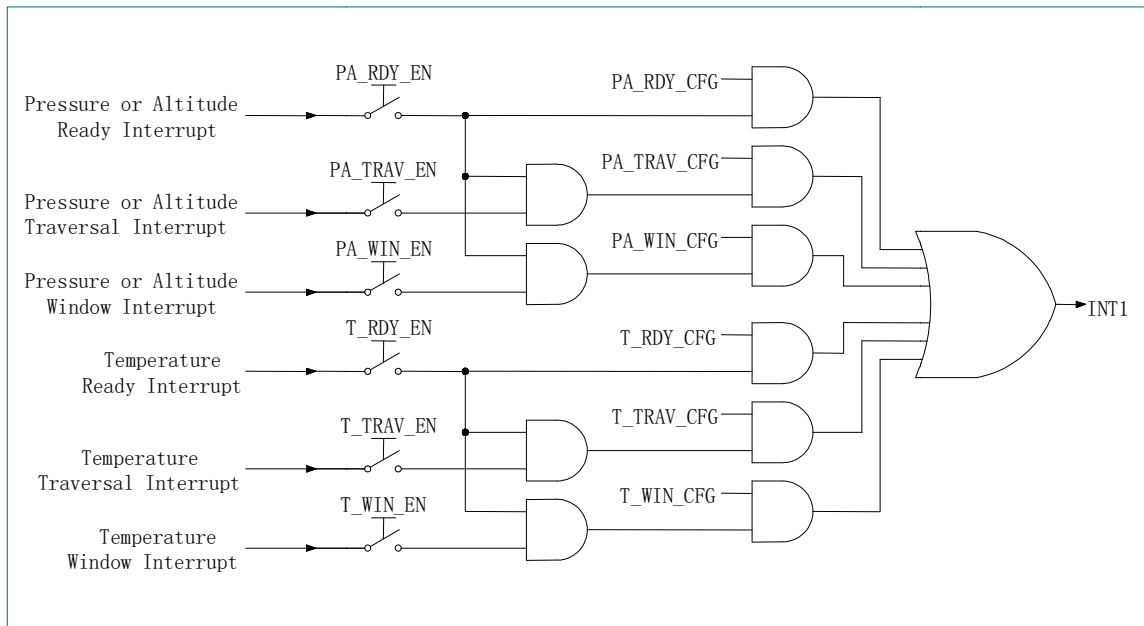 PA_RDY_EN
PA_RDY_CFG
Pressure or Altitude
Ready Interrupt
PA_TRAV_EN
PA_TRAV_CFG
Pressure or Altitude
Traversal Interrupt
PA_WIN_EN
PA_WIN_CFG
Pressure or Altitude
Window Interrupt
INT1
T_RDY_EN
T_RDY_CFG
Temperature
Ready Interrupt
T_TRAV_EN
T_TRAV_CFG
Temperature
Traversal Interrupt
T_WIN_EN
T_WIN_CFG
Temperature
Window Interrupt